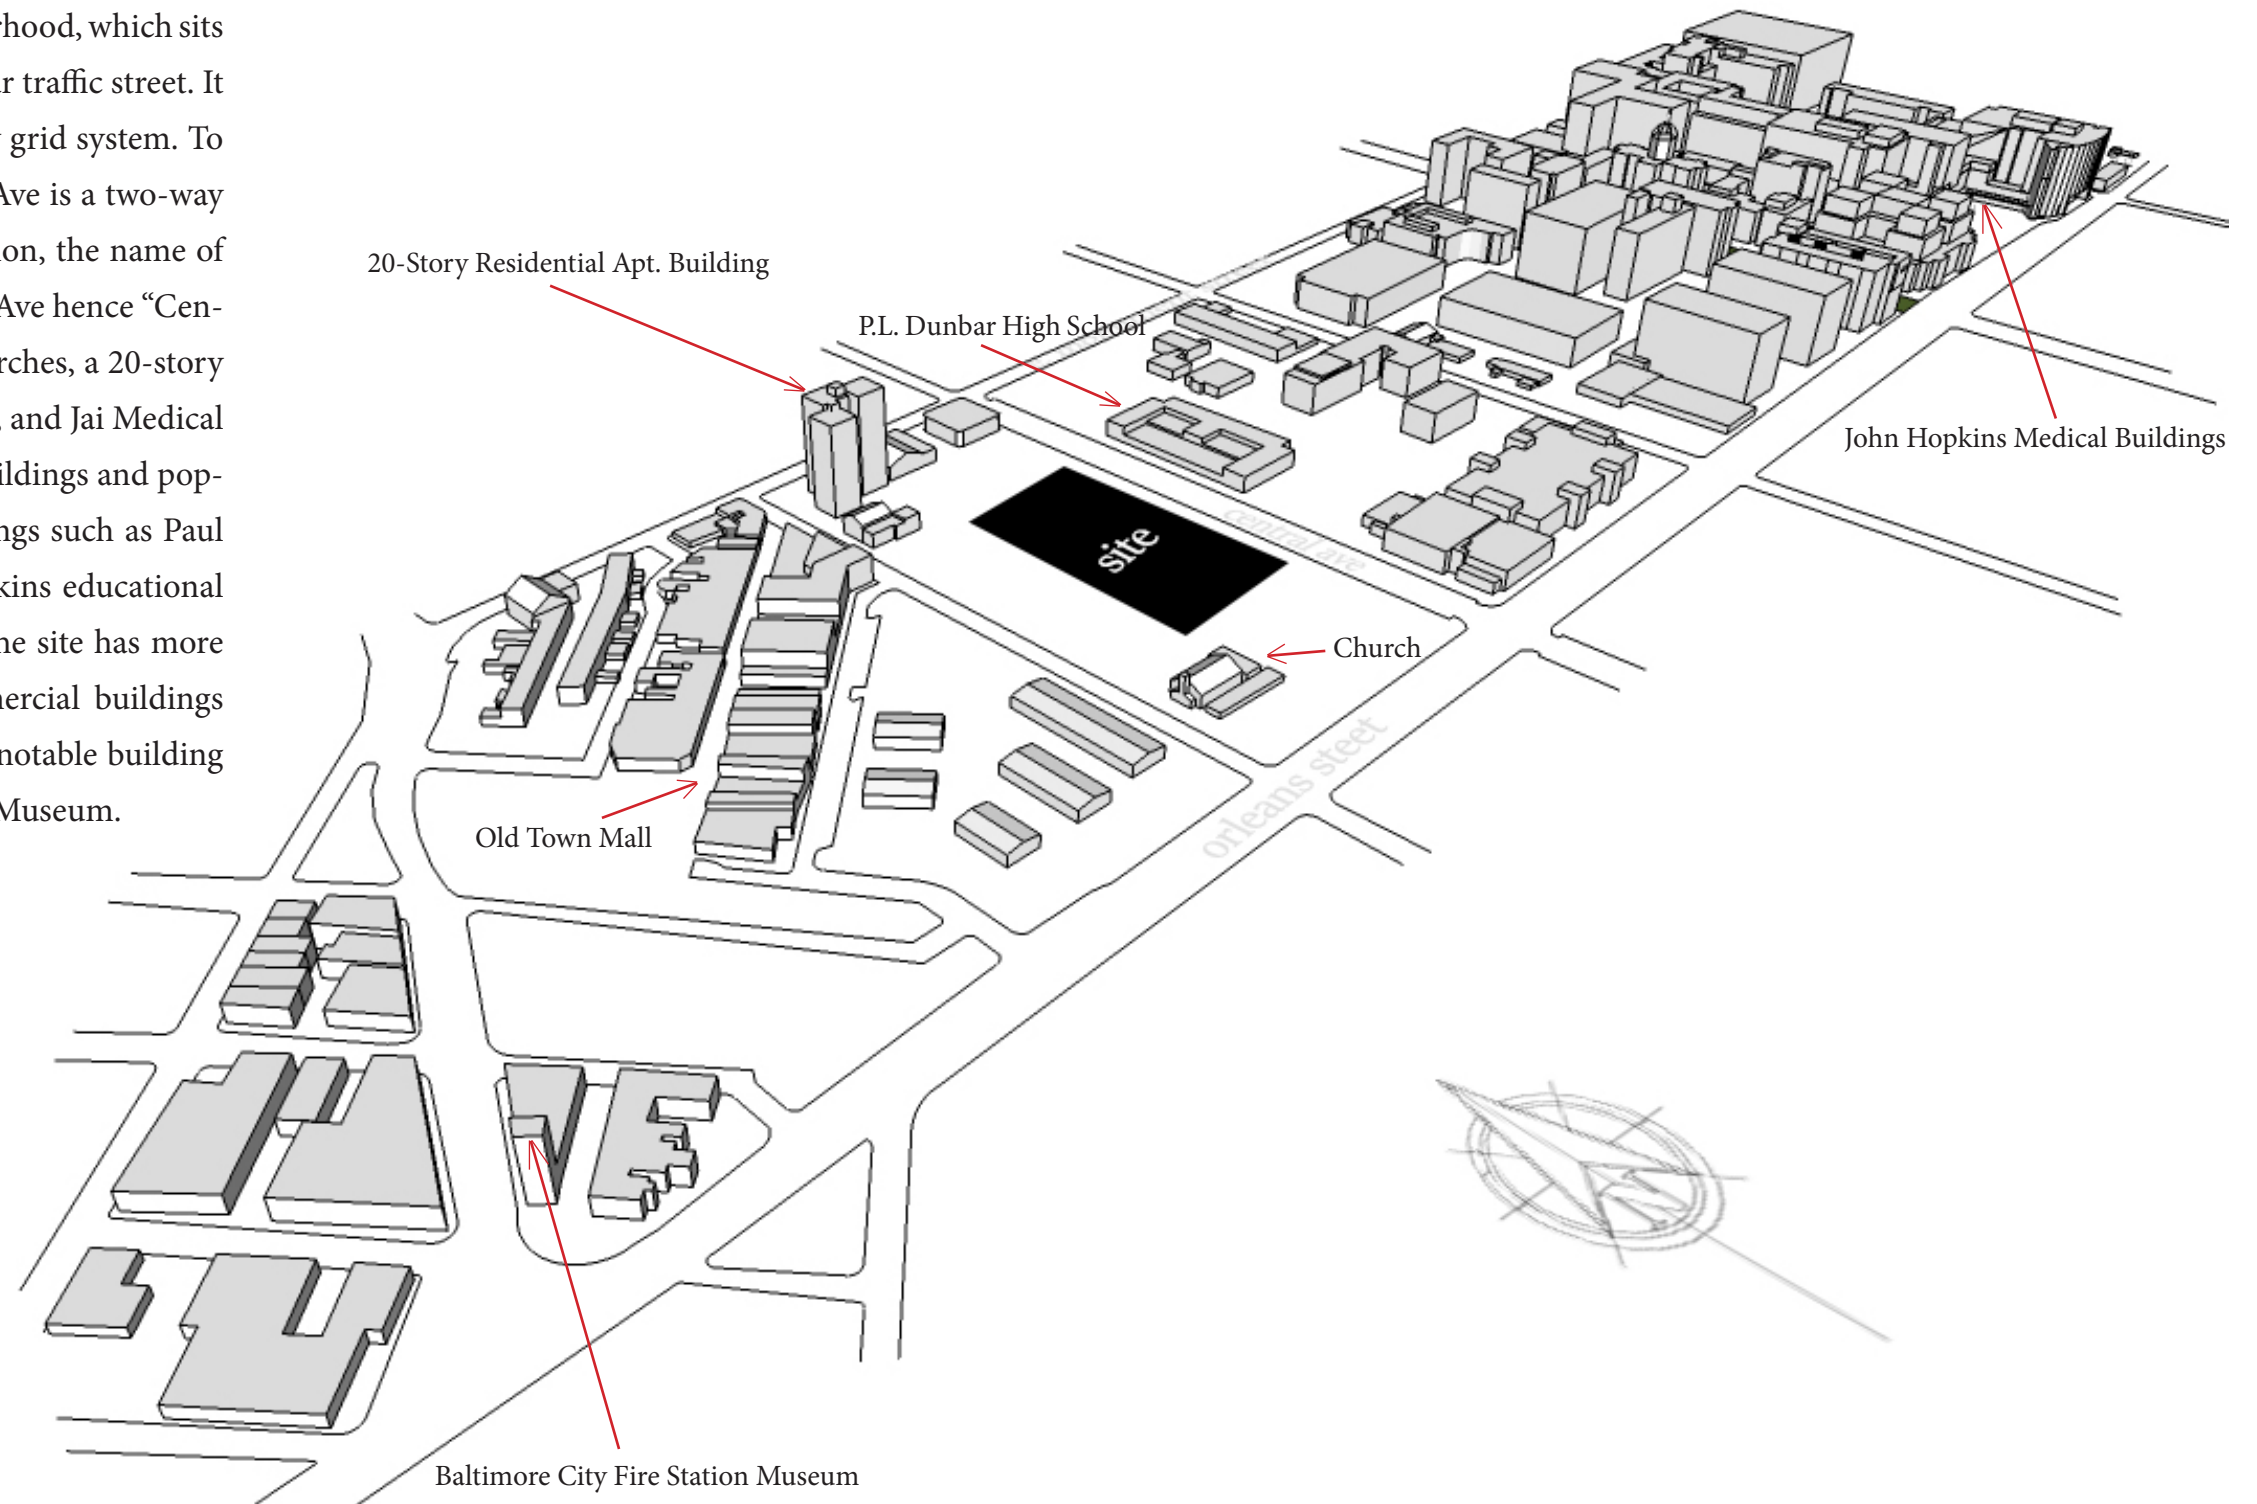 rhood, which sits
r traffic street. It
grid system. To
Ave is a two-way
on, the name of
Ave hence “Cen-
rches, a 20-story
, and Jai Medical
ildings and pop-
ngs such as Paul
kins educational
he site has more
mercial buildings
notable building
Museum.
20-Story Residential Apt. Building
P.L. Dunbar High School
John Hopkins Medical Buildings
central ave
site
Church
orleans steet
Old Town Mall
Baltimore City Fire Station Museum